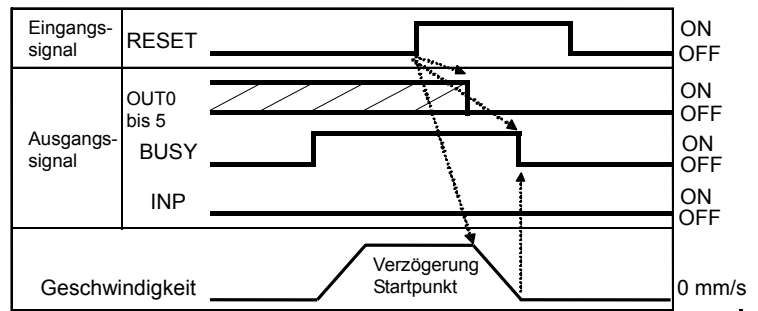 Eingangs-
signal
RESET
ON
OFF
Ausgangs-
signal
OUT0
bis 5
ON
OFF
BUSY
ON
OFF
INP
ON
OFF
Geschwindigkeit
Verzögerung
Startpunkt
0 mm/s